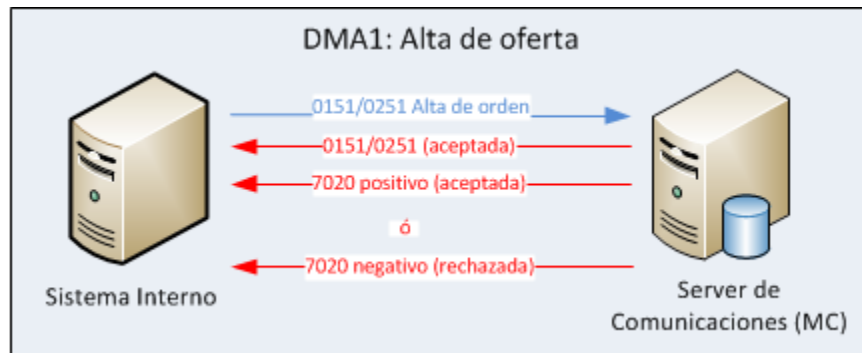 DMA1: Alta de oferta
0151/0251 Alta de orden
0151/0251 (aceptada)
7020 positivo (aceptada)
ó
7020 negativo (rechazada)
Sistema Interno
Server de
Comunicaciones (MC)